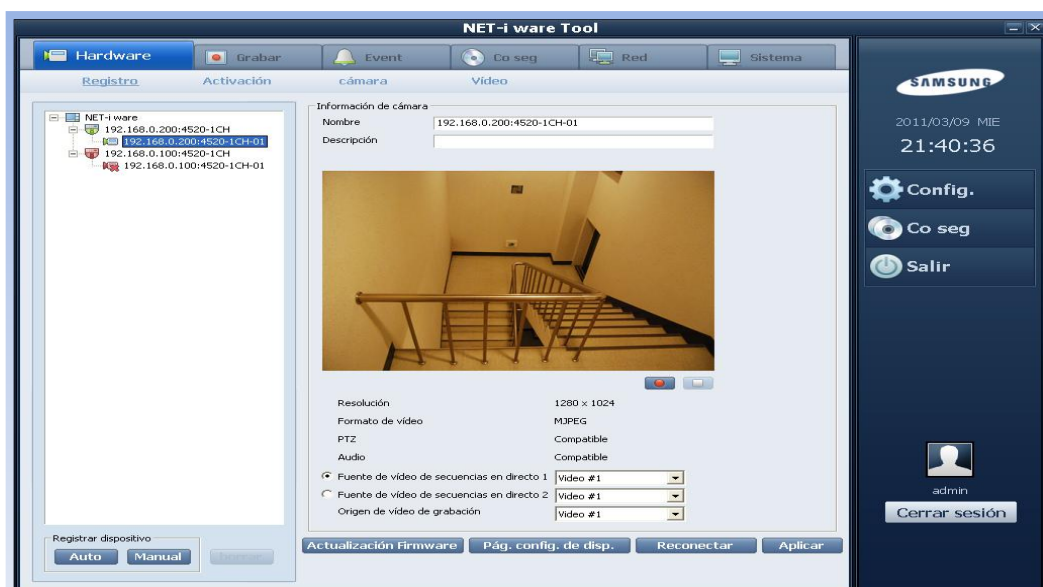 NET-i ware Tool
Hardware Grabar Event Co seg Red Sistema
Registro Activación cámara Vídeo
NET-i ware
192.168.0.200:4520-1CH
192.168.0.200:4520-1CH-01
192.168.0.100:4520-1CH
192.168.0.100:4520-1CH-01
Registrar dispositivo
Auto Manual
Información de cámara
Nombre 192.168.0.200:4520-1CH-01
Descripción
Resolución 1280 x 1024
Formato de vídeo MJPEG
PTZ Compatible
Audio Compatible
Fuente de vídeo de secuencias en directo 1 Video #1
Fuente de vídeo de secuencias en directo 2 Video #1
Origen de vídeo de grabación Video #1
Actualización Firmware Pág. config. de disp. Reconectar Aplicar
SAMSUNG
2011/03/09 MIE
21:40:36
Config.
Co seg
Salir
admin
Cerrar sesión